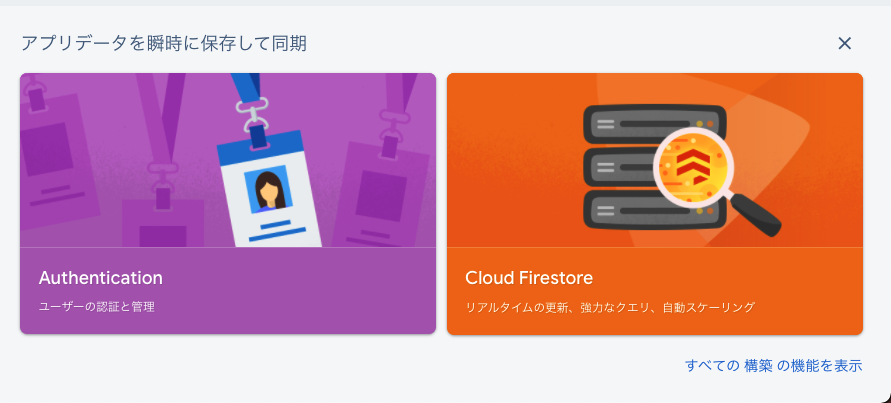 アプリデータを瞬時に保存して同期
Authentication
ユーザーの認証と管理
Cloud Firestore
リアルタイムの更新、強力なクエリ、自動スケーリング
すべての 構築 の機能を表示